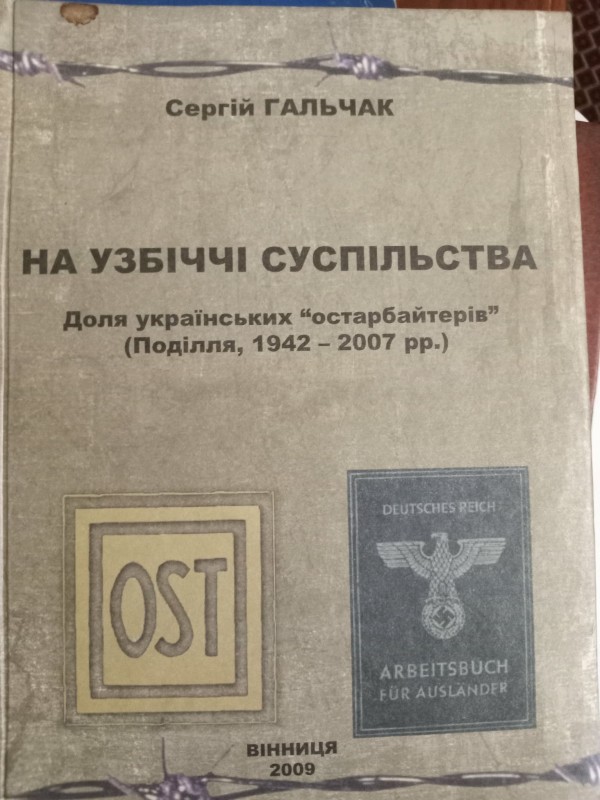 Сергій ГАЛЬЧАК
НА УЗБІЧЧІ СУСПІЛЬСТВА
Доля українських “остарбайтерів”
(Поділля, 1942 – 2007 рр.)
OST
DEUTSCHES REICH
ARBEITSBUCH
FÜR AUSLÄNDER
ВІННИЦЯ
2009